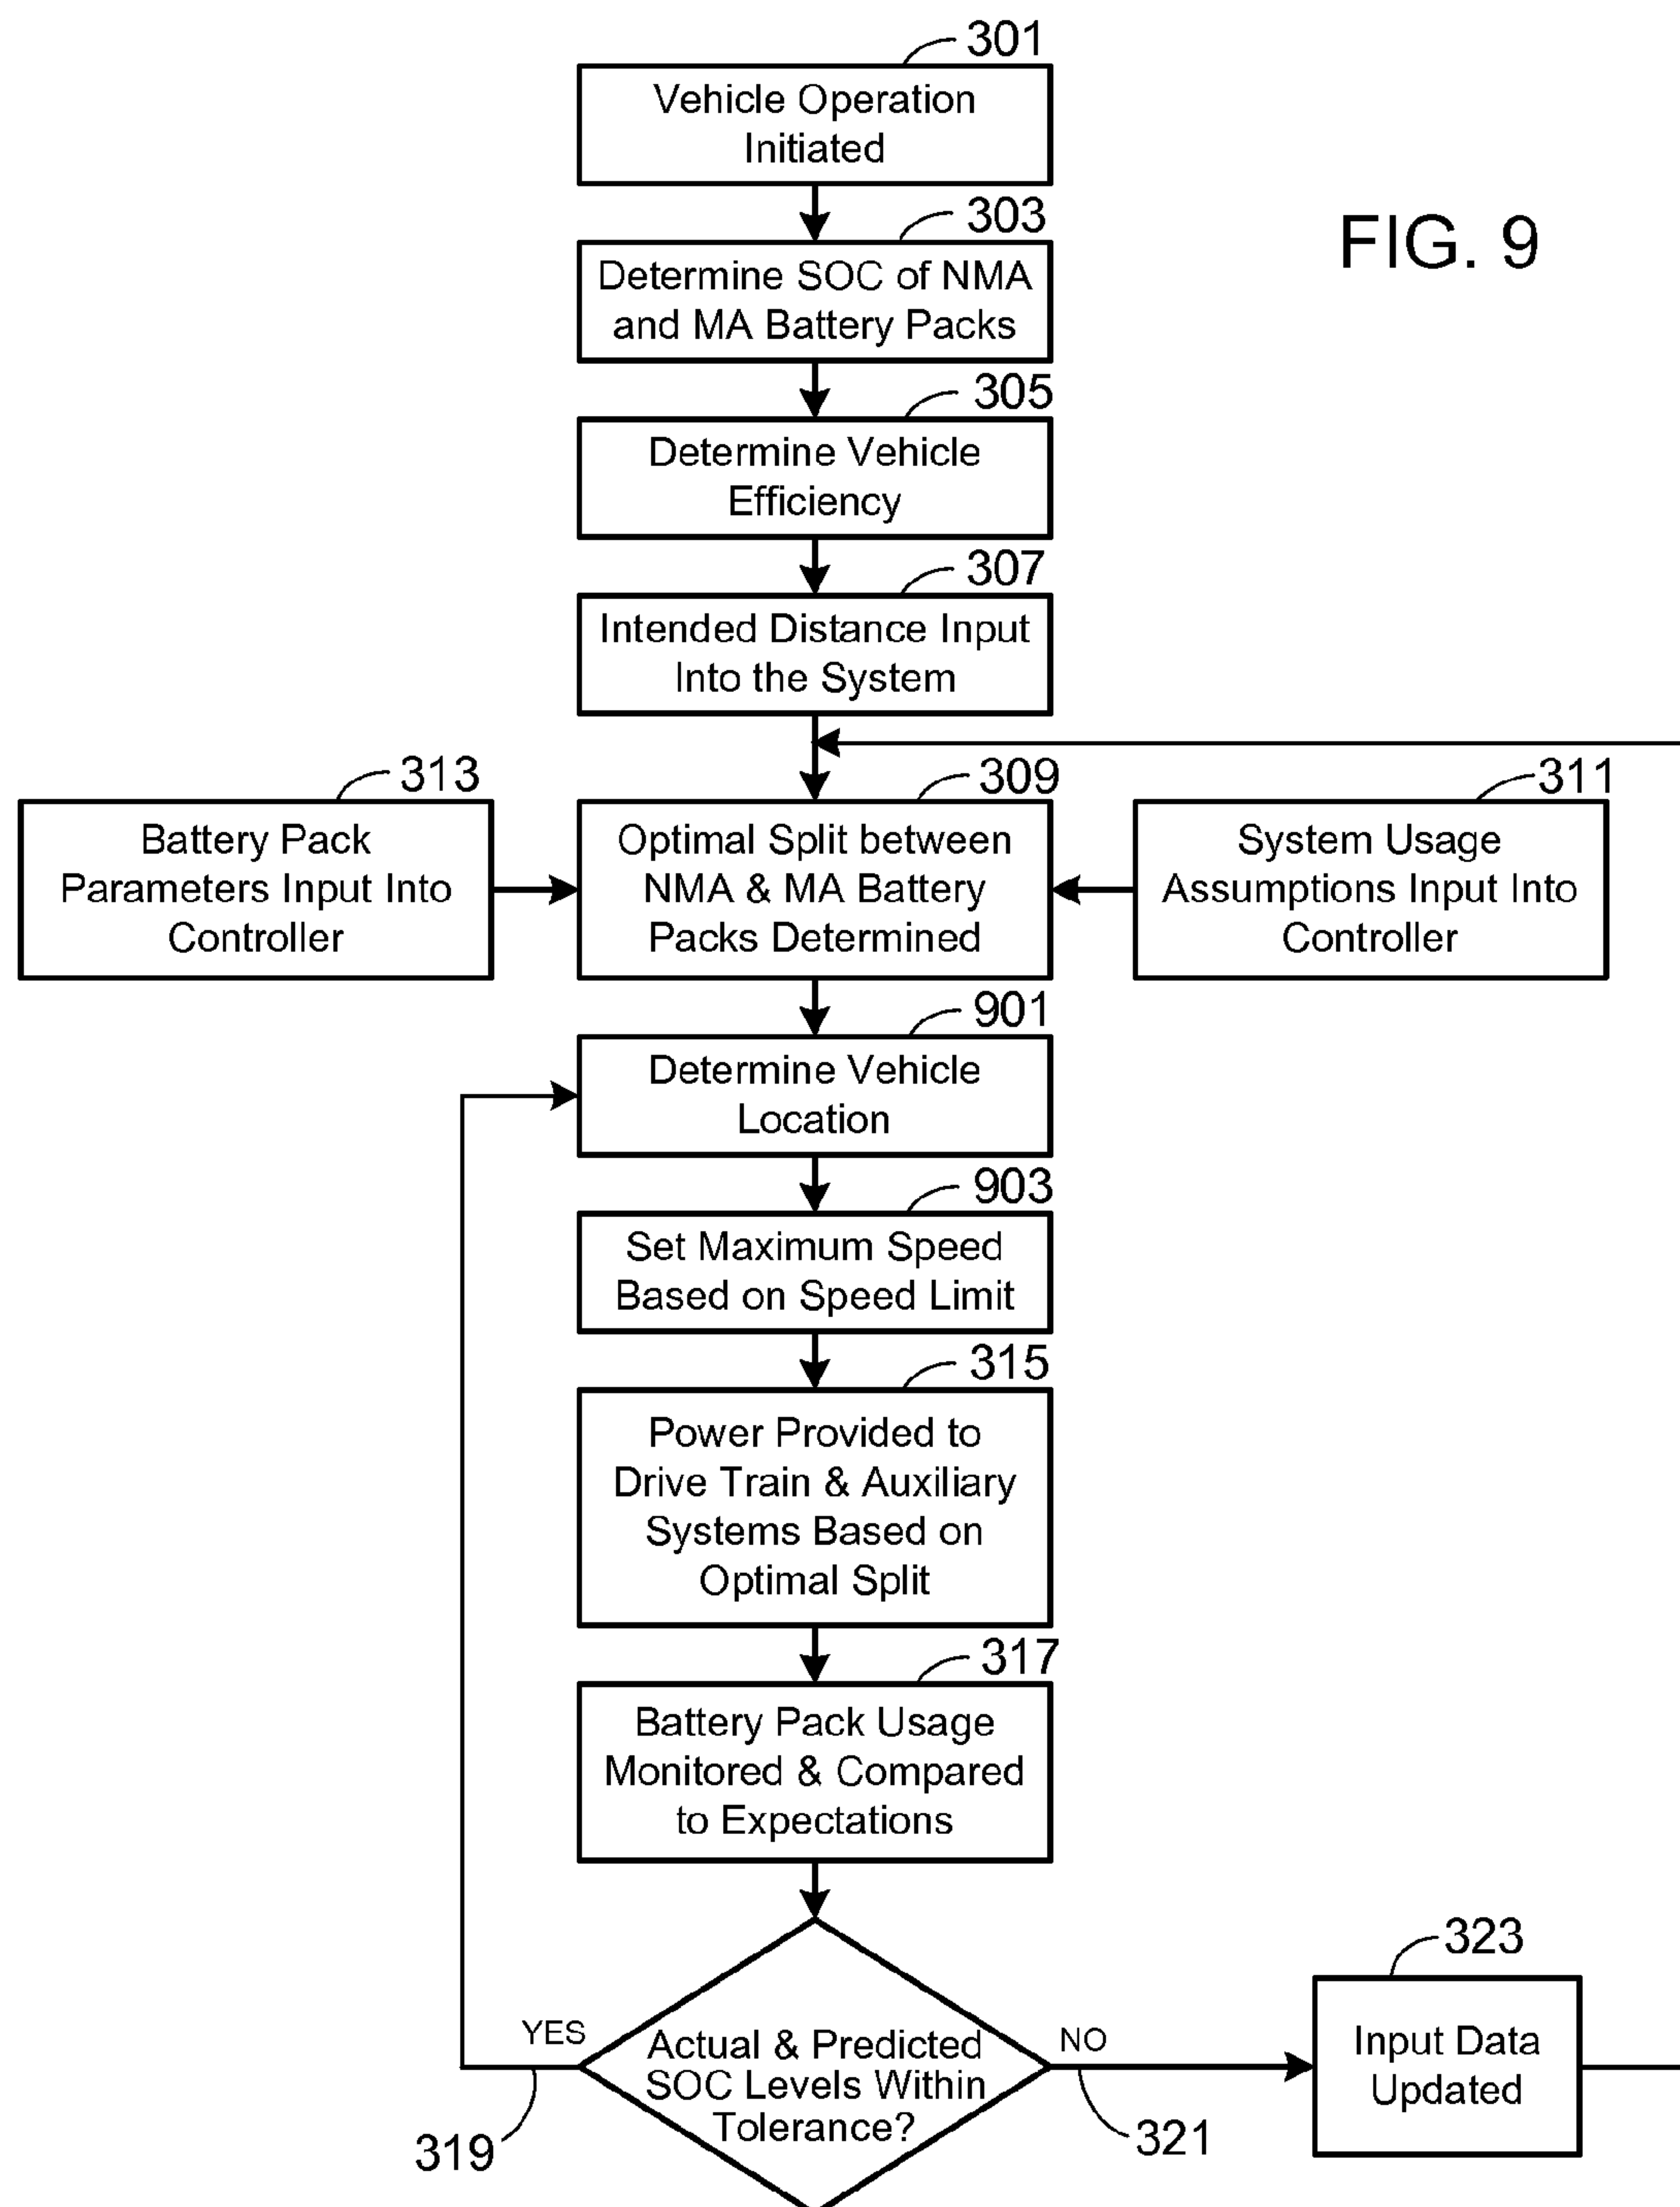 301
Vehicle Operation
Initiated
FIG. 9
303
Determine SOC of NMA
and MA Battery Packs
305
Determine Vehicle
Efficiency
307
Intended Distance Input
Into the System
313
Battery Pack
Parameters Input Into
Controller
309
Optimal Split between
NMA & MA Battery
Packs Determined
311
System Usage
Assumptions Input Into
Controller
901
Determine Vehicle
Location
903
Set Maximum Speed
Based on Speed Limit
315
Power Provided to
Drive Train & Auxiliary
Systems Based on
Optimal Split
317
Battery Pack Usage
Monitored & Compared
to Expectations
YES
Actual & Predicted
SOC Levels Within
Tolerance?
NO
319
321
323
Input Data
Updated